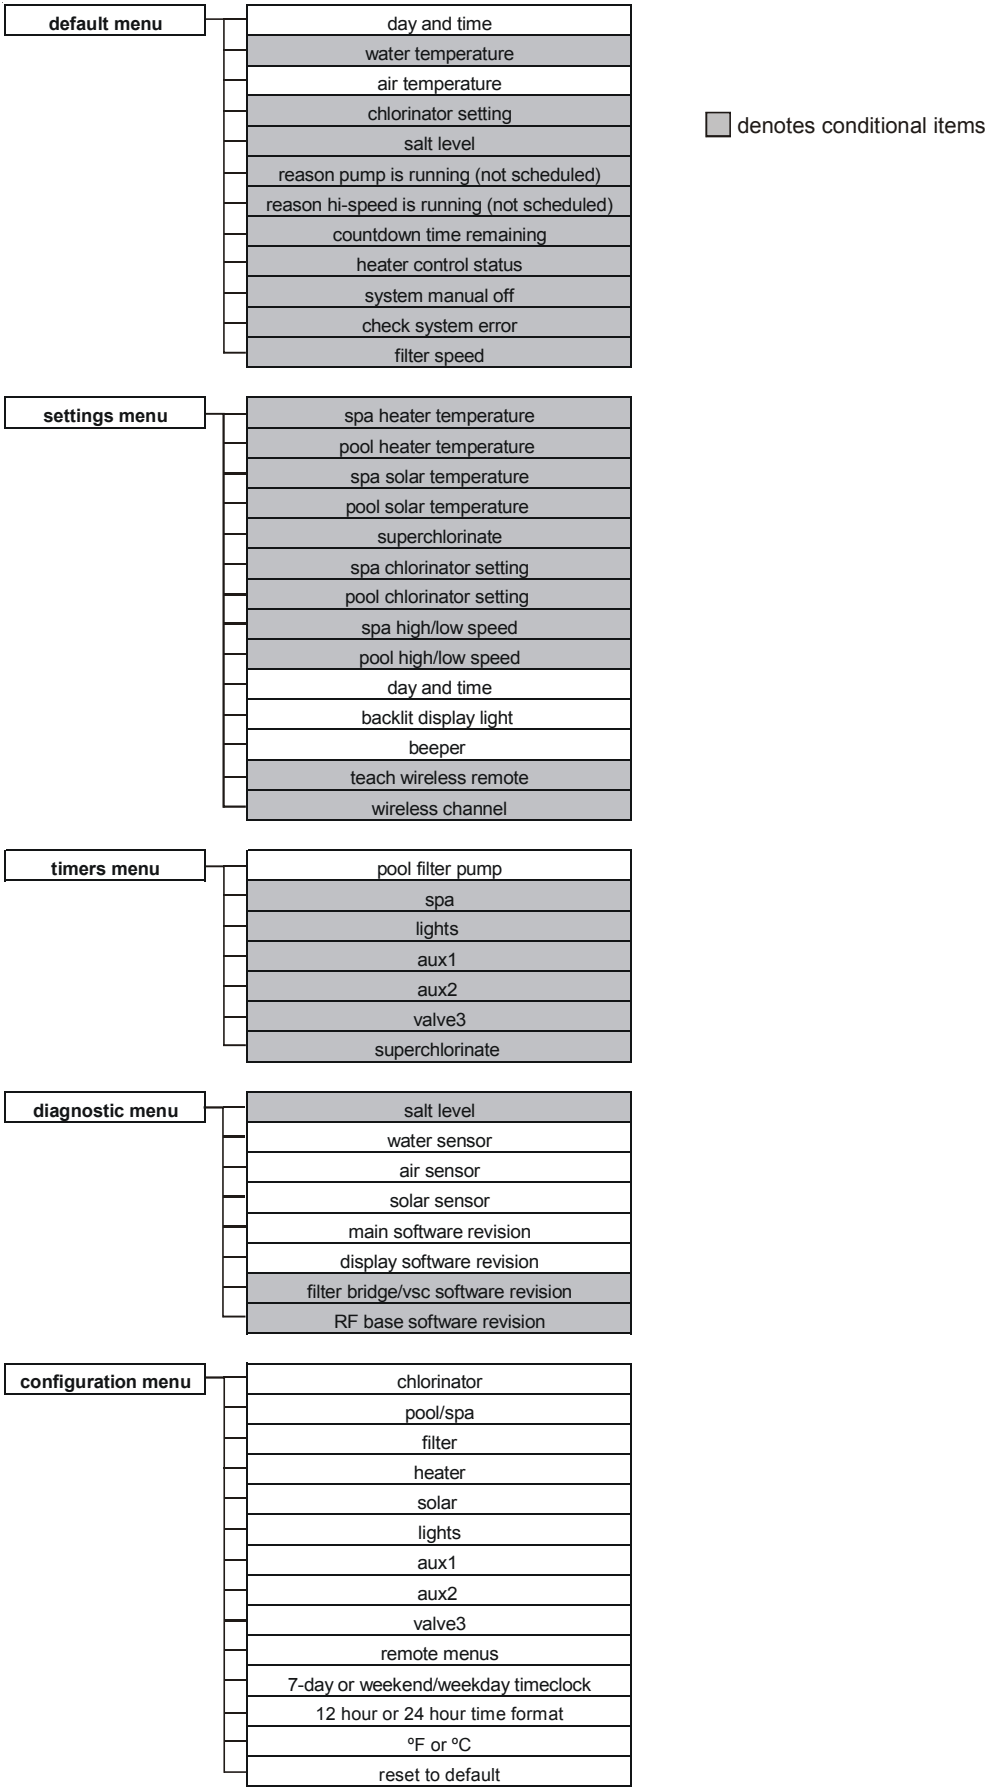 default menu
day and time
water temperature
air temperature
chlorinator setting
salt level
reason pump is running (not scheduled)
reason hi-speed is running (not scheduled)
countdown time remaining
heater control status
system manual off
check system error
filter speed
denotes conditional items
settings menu
spa heater temperature
pool heater temperature
spa solar temperature
pool solar temperature
superchlorinate
spa chlorinator setting
pool chlorinator setting
spa high/low speed
pool high/low speed
day and time
backlit display light
beeper
teach wireless remote
wireless channel
timers menu
pool filter pump
spa
lights
aux1
aux2
valve3
superchlorinate
diagnostic menu
salt level
water sensor
air sensor
solar sensor
main software revision
display software revision
filter bridge/vsc software revision
RF base software revision
configuration menu
chlorinator
pool/spa
filter
heater
solar
lights
aux1
aux2
valve3
remote menus
7-day or weekend/weekday timeclock
12 hour or 24 hour time format
ºF or ºC
reset to default